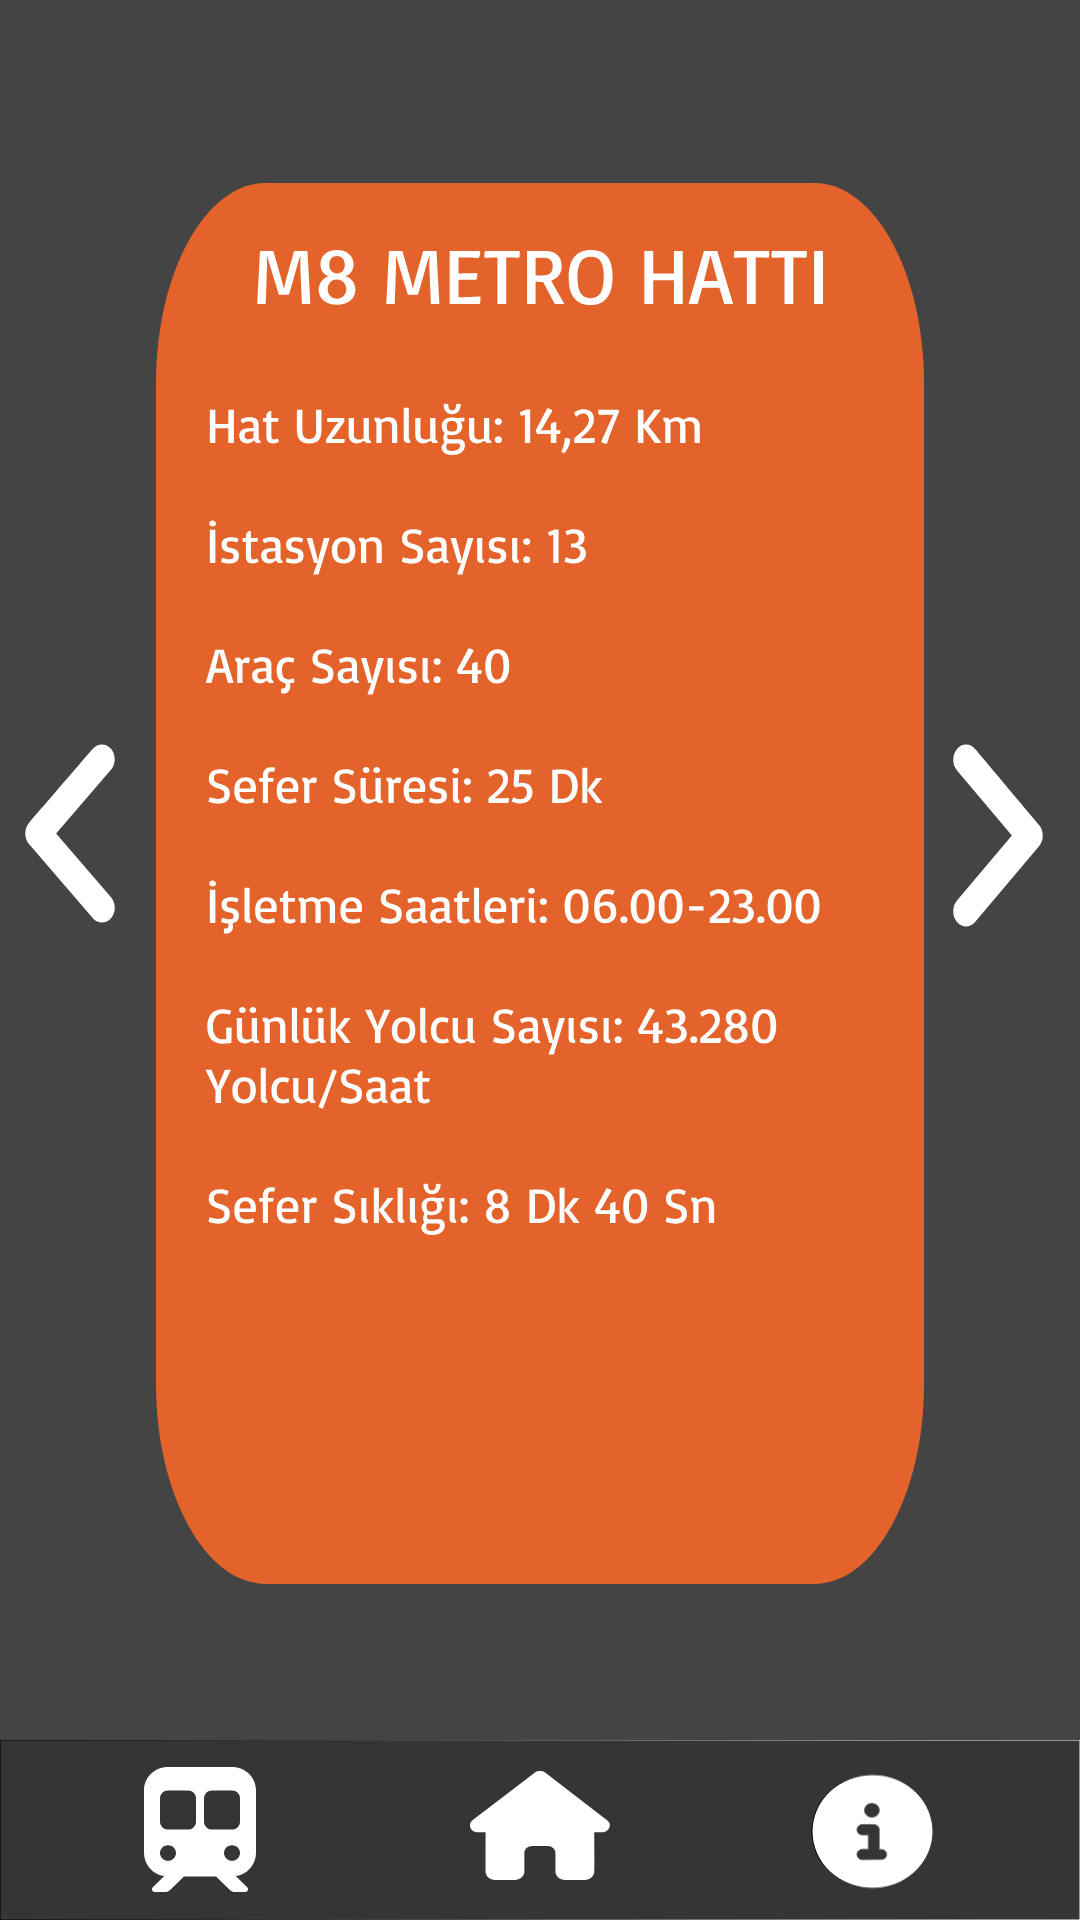 M8 METRO HATTI
Hat Uzunluğu: 14,27 Km
İstasyon Sayısı: 13
Araç Sayısı: 40
Sefer Süresi: 25 Dk
İşletme Saatleri: 06.00-23.00
Günlük Yolcu Sayısı: 43.280
Yolcu/Saat
Sefer Sıklığı: 8 Dk 40 Sn